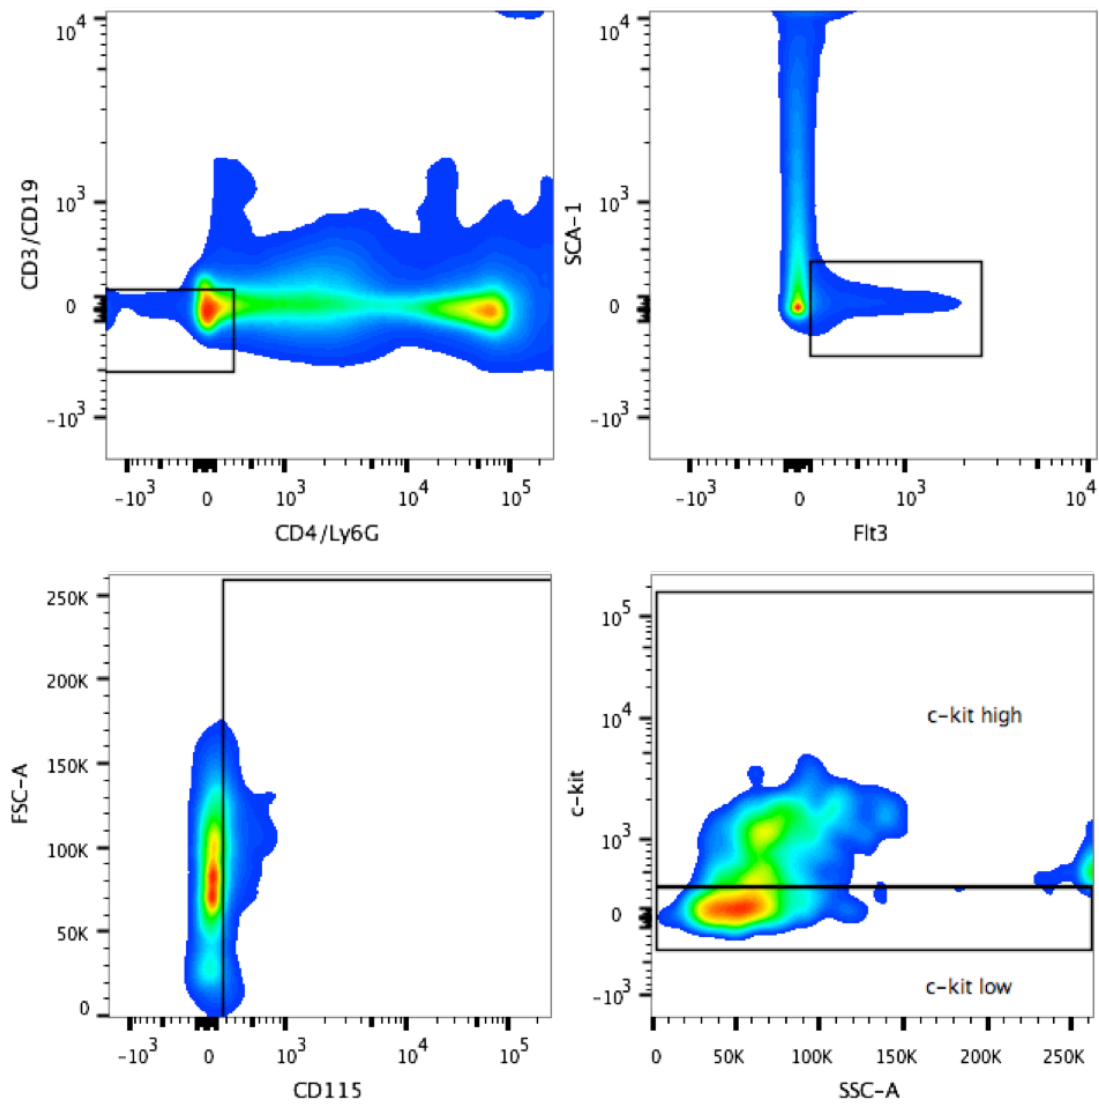 10^4
10^3
0
-10^3
CD3/CD19
-10^3 0 10^3 10^4 10^5
CD4/Ly6G
10^4
10^3
0
-10^3
SCA-1
-10^3 0 10^3 10^4
Flt3
250K
200K
150K
100K
50K
0
FSC-A
-10^3 0 10^3 10^4 10^5
CD115
10^5
10^4
10^3
0
-10^3
c-kit
c-kit high
c-kit low
0 50K 100K 150K 200K 250K
SSC-A